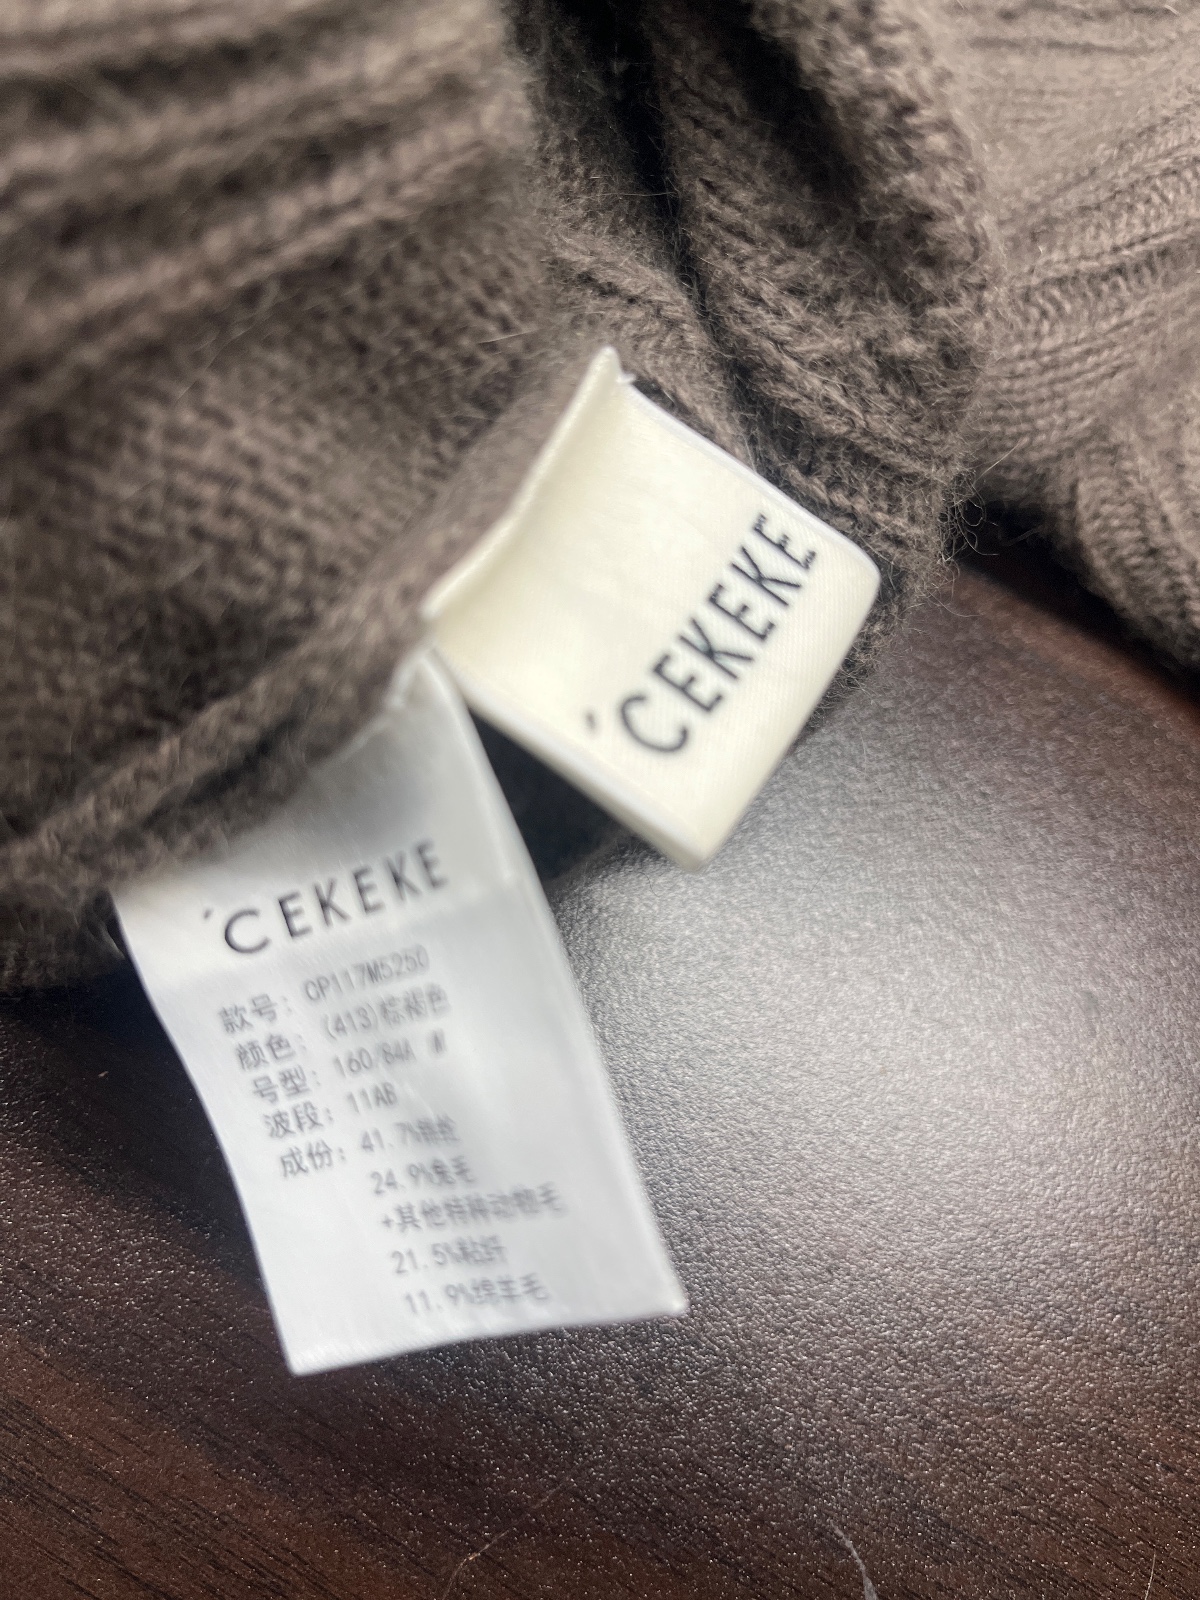 'CEKEKE
'CEKEKE
款号: OP117M5250
颜色: (413)棕褐色
号型: 160/84A M
波段: 11AB
成份: 41.7%锦纶
24.9%兔毛
+其他特种动物毛
21.5%粘纤
11.9%绵羊毛